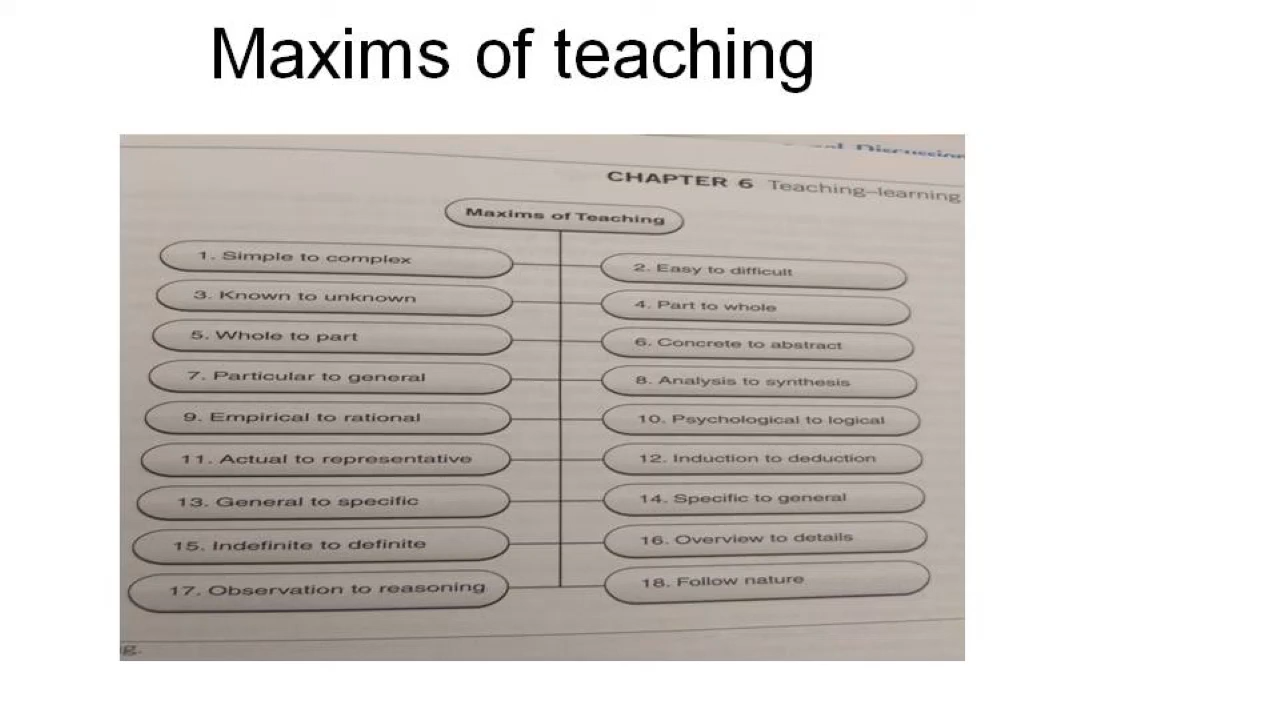 Maxims of teaching
Discussion
CHAPTER 6 Teaching–learning
Maxims of Teaching
1. Simple to complex
2. Easy to difficult
3. Known to unknown
4. Part to whole
5. Whole to part
6. Concrete to abstract
7. Particular to general
8. Analysis to synthesis
9. Empirical to rational
10. Psychological to logical
11. Actual to representative
12. Induction to deduction
13. General to specific
14. Specific to general
15. Indefinite to definite
16. Overview to details
17. Observation to reasoning
18. Follow nature